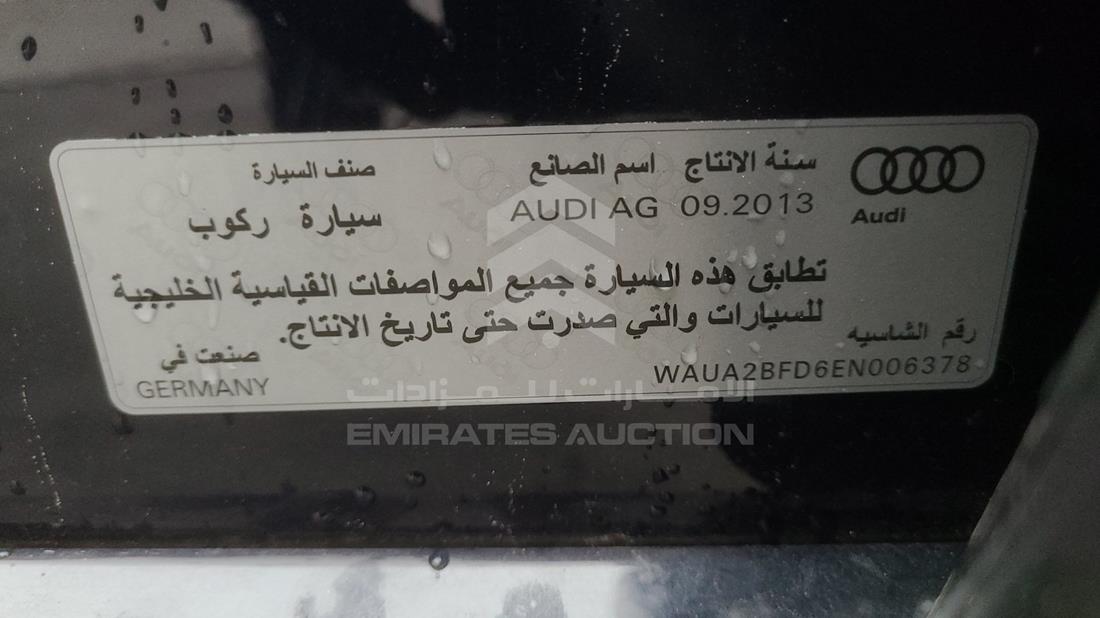 سنة الانتاج اسم الصانع صنف السيارة
09.2013 AUDI AG سيارة ركوب
Audi
تطابق هذه السيارة جميع المواصفات القياسية الخليجية
للسيارات والتي صدرت حتى تاريخ الانتاج.
رقم الشاسيه
WAUA2BFD6EN006378
صنعت في
GERMANY
الامارات للمزادات
EMIRATES AUCTION